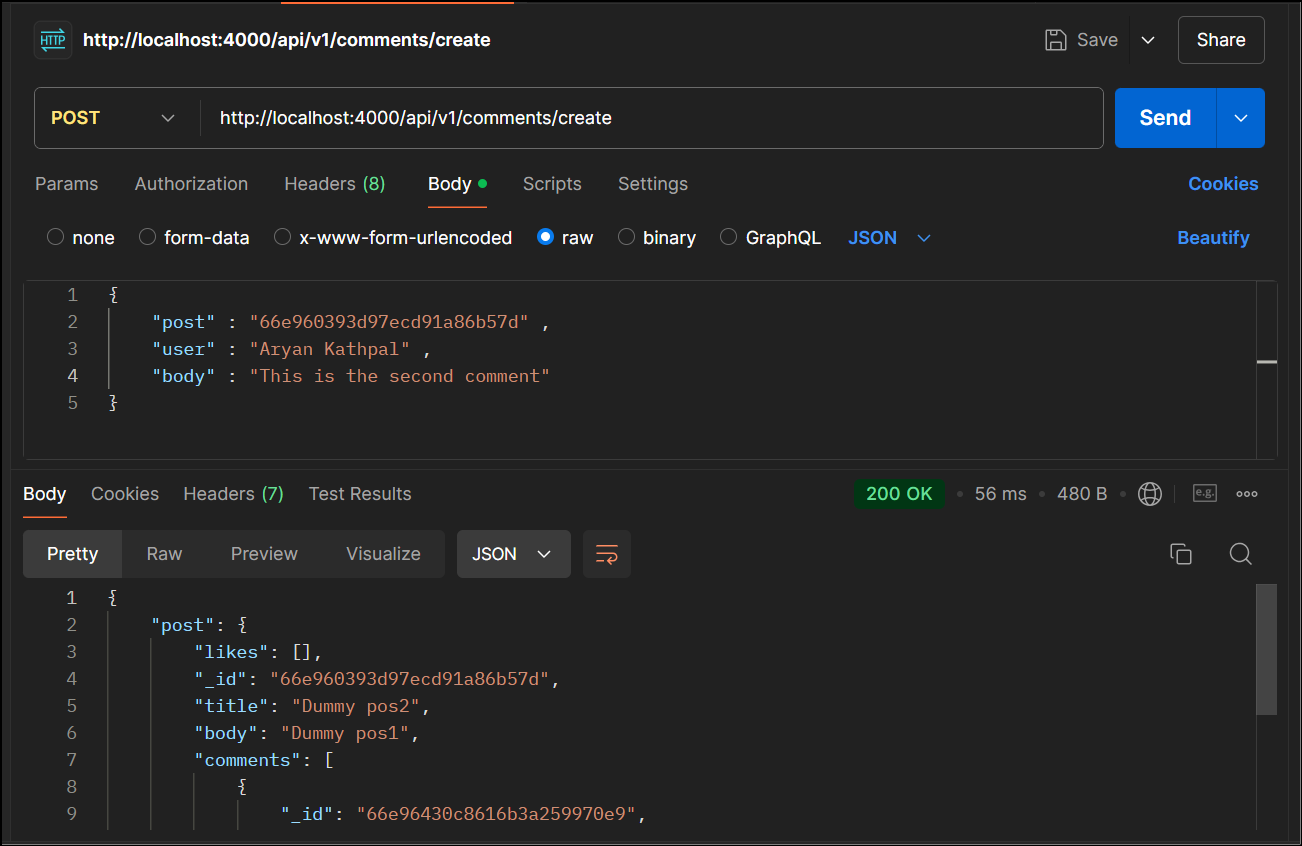 HTTP http://localhost:4000/api/v1/comments/create Save Share
POST http://localhost:4000/api/v1/comments/create Send
Params Authorization Headers (8) Body Scripts Settings Cookies
none form-data x-www-form-urlencoded raw binary GraphQL JSON Beautify
1 {
2 "post" : "66e960393d97ecd91a86b57d" ,
3 "user" : "Aryan Kathpal" ,
4 "body" : "This is the second comment"
5 }
Body Cookies Headers (7) Test Results 200 OK 56 ms 480 B e.g.
Pretty Raw Preview Visualize JSON
1 {
2 "post": {
3 "likes": [],
4 "_id": "66e960393d97ecd91a86b57d",
5 "title": "Dummy pos2",
6 "body": "Dummy pos1",
7 "comments": [
8 {
9 "_id": "66e96430c8616b3a259970e9",